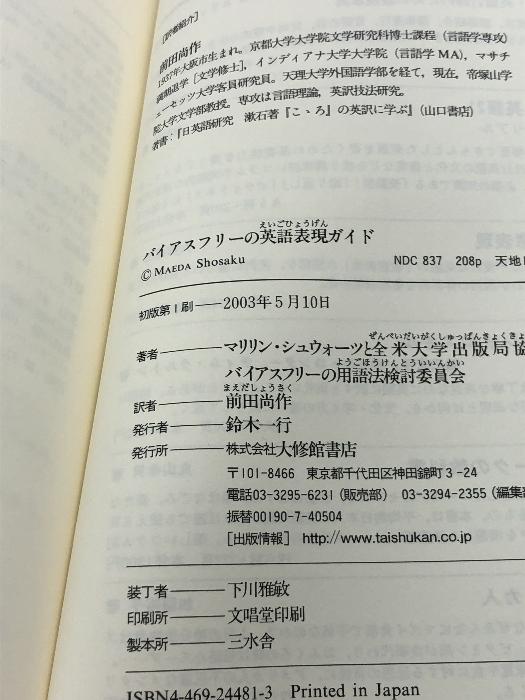 [訳者紹介]
前田尚作
1937年大阪市生まれ。京都大学大学院文学研究科博士課程（言語学専攻）
満期退学［文学修士］，インディアナ大学大学院（言語学 MA），マサチ
ューセッツ大学客員研究員。天理大学外国語学部を経て，現在，帝塚山学
院大学文学部教授。専攻は言語理論，英訳技法研究。
著書：『日英語研究 漱石著『こゝろ』の英訳に学ぶ』（山口書店）
えいごひょうげん
バイアスフリーの英語表現ガイド
© MAEDA Shosaku
NDC 837 208p 天地
初版第1刷――2003年5月10日
ぜんべいだいがくしゅっぱんきょくきょ
著者――マリリン・シュウォーツと全米大学出版局協
ようごほうけんとういいんかい
バイアスフリーの用語法検討委員会
まえだしょうさく
訳者――前田尚作
発行者――鈴木一行
発行所――株式会社大修館書店
〒101-8466 東京都千代田区神田錦町3-24
電話03-3295-6231（販売部） 03-3294-2355（編集部
振替00190-7-40504
［出版情報］ http://www.taishukan.co.jp
装丁者――下川雅敏
印刷所――文唱堂印刷
製本所――三水舎
ISBN4-469-24481-3 Printed in Japan